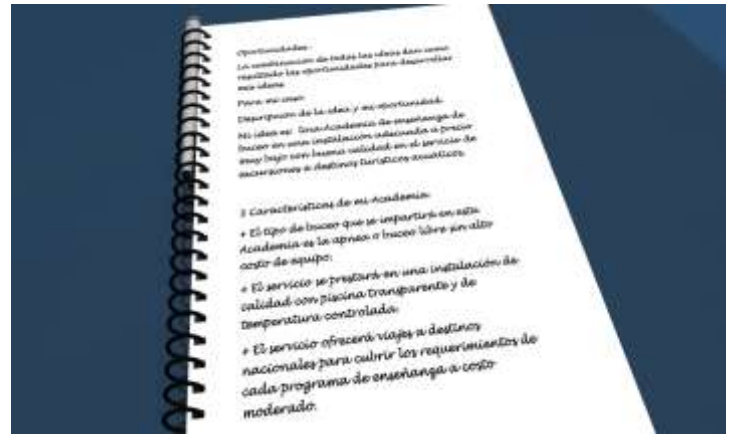 Oportunidades.
La combinación de todas las ideas dan como
resultado las oportunidades para desarrollar
mis ideas.
Para mi caso:
Descripción de la idea y mi oportunidad
Mi idea es: Una Academia de enseñanza de
buceo en una instalación adecuada a precio
muy bajo con buena calidad en el servicio de
excursiones a destinos turísticos acuáticos.
3 Características de mi Academia:
+ El tipo de buceo que se impartirá en esta
Academia es la apnea o buceo libre sin alto
costo de equipo.
+ El servicio se prestará en una instalación de
calidad con piscina transparente y de
temperatura controlada.
+ El servicio ofrecerá viajes a destinos
nacionales para cubrir los requerimientos de
cada programa de enseñanza a costo
moderado.